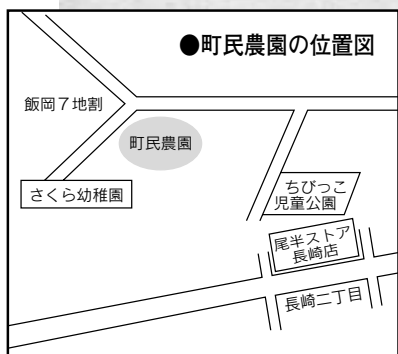 ●町民農園の位置図
飯岡７地割
町民農園
さくら幼稚園
ちびっこ
児童公園
尾半ストア
長崎店
長崎二丁目